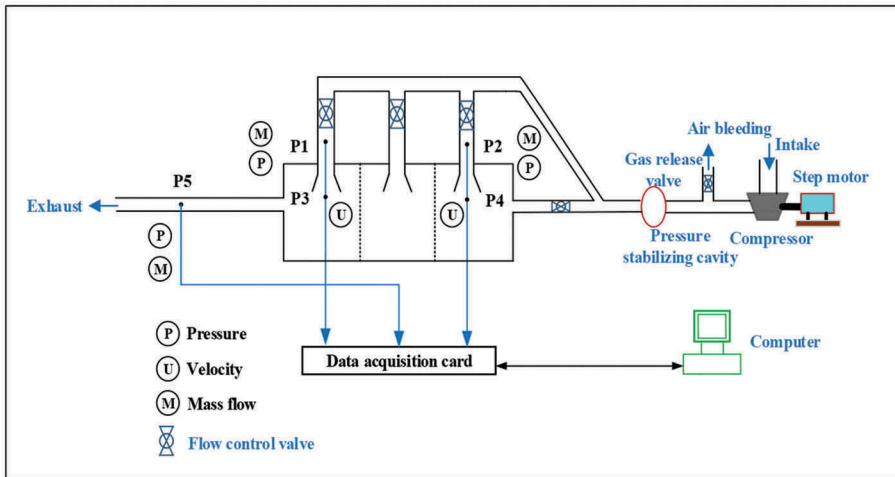 Air bleeding
Intake
Gas release
valve
Step motor
M
P
P1
P2
M
P
P5
P3
U
U
P4
Exhaust
Compressor
Pressure
stabilizing cavity
P
M
P Pressure
U Velocity
M Mass flow
Flow control valve
Data acquisition card
Computer